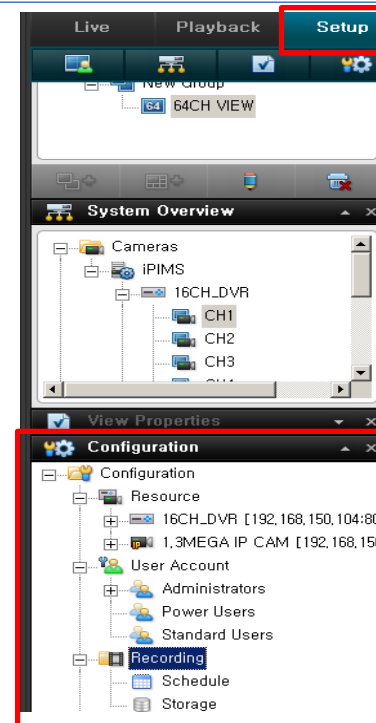 Live Playback Setup
New Group
64 64CH VIEW
System Overview
Cameras
iPIMS
16CH_DVR
CH1
CH2
CH3
View Properties
Configuration
Configuration
Resource
16CH_DVR [192,168,150,104:80
1,3MEGA IP CAM [192,168,150
User Account
Administrators
Power Users
Standard Users
Recording
Schedule
Storage